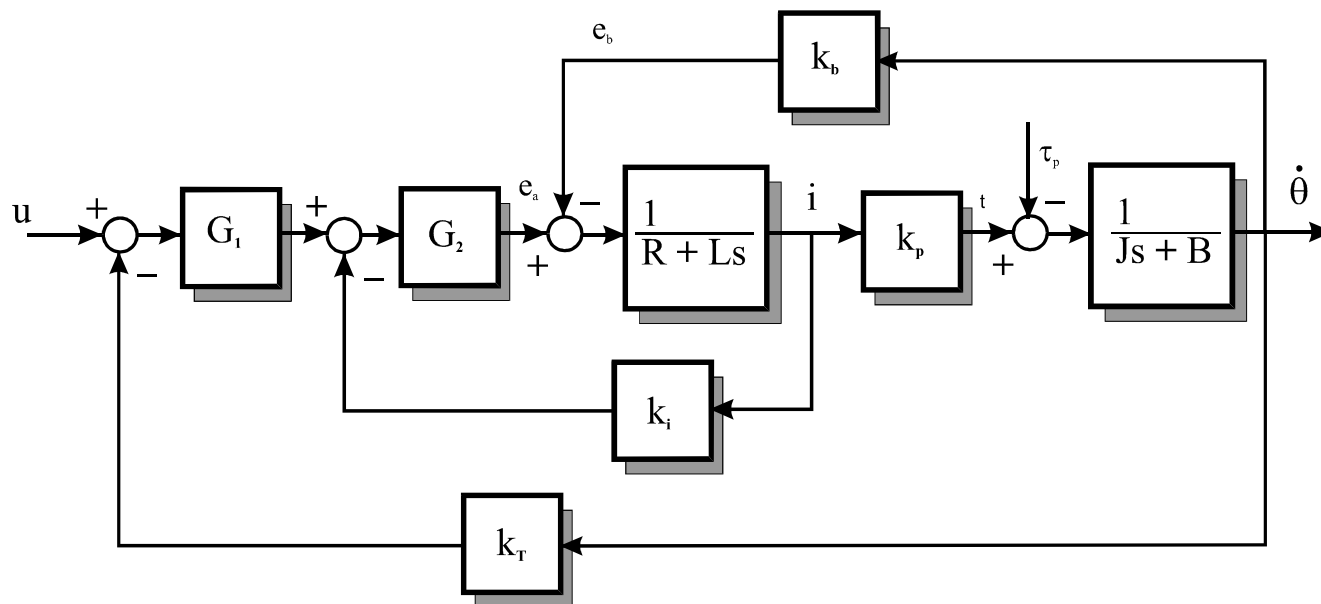 e_b
k_b
τ_p
u
+
−
G_1
+
−
G_2
e_a
−
+
1
R + Ls
i
k_p
t
−
+
1
Js + B
θ̇
k_i
k_T